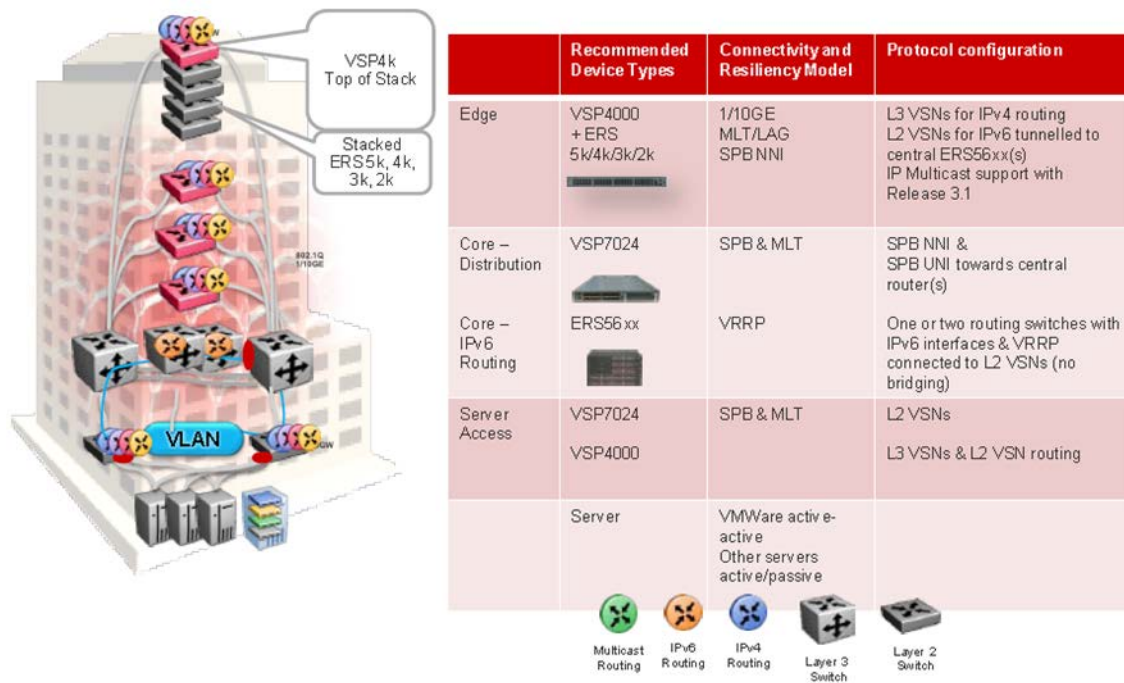 VSP4k
Top of Stack
Stacked
ERS5k, 4k,
3k, 2k
802.1Q
1/10GE
VLAN
Recommended
Device Types
Connectivity and
Resiliency Model
Protocol configuration
Edge
VSP4000
+ ERS
5k/4k/3k/2k
1/10GE
MLT/LAG
SPB NNI
L3 VSNs for IPv4 routing
L2 VSNs for IPv6 tunnelled to
central ERS56xx(s)
IP Multicast support with
Release 3.1
Core –
Distribution
VSP7024
SPB & MLT
SPB NNI &
SPB UNI towards central
router(s)
Core –
IPv6
Routing
ERS56xx
VRRP
One or two routing switches with
IPv6 interfaces & VRRP
connected to L2 VSNs (no
bridging)
Server
Access
VSP7024
SPB & MLT
L2 VSNs
VSP4000
L3 VSNs & L2 VSN routing
Server
VMWare active-
active
Other servers
active/passive
Multicast
Routing
IPv6
Routing
IPv4
Routing
Layer 3
Switch
Layer 2
Switch